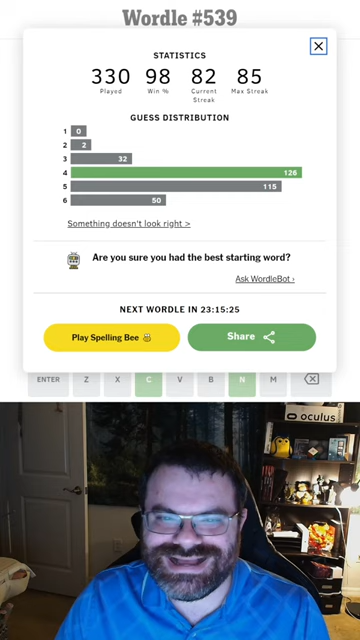 Wordle #539
STATISTICS
330 98 82 85
Played Win % Current Streak Max Streak
GUESS DISTRIBUTION
1 0
2 2
3 32
4 126
5 115
6 50
Something doesn't look right >
Are you sure you had the best starting word?
Ask WordleBot ›
NEXT WORDLE IN 23:15:25
Play Spelling Bee Share
ENTER Z X C V B N M
oculus